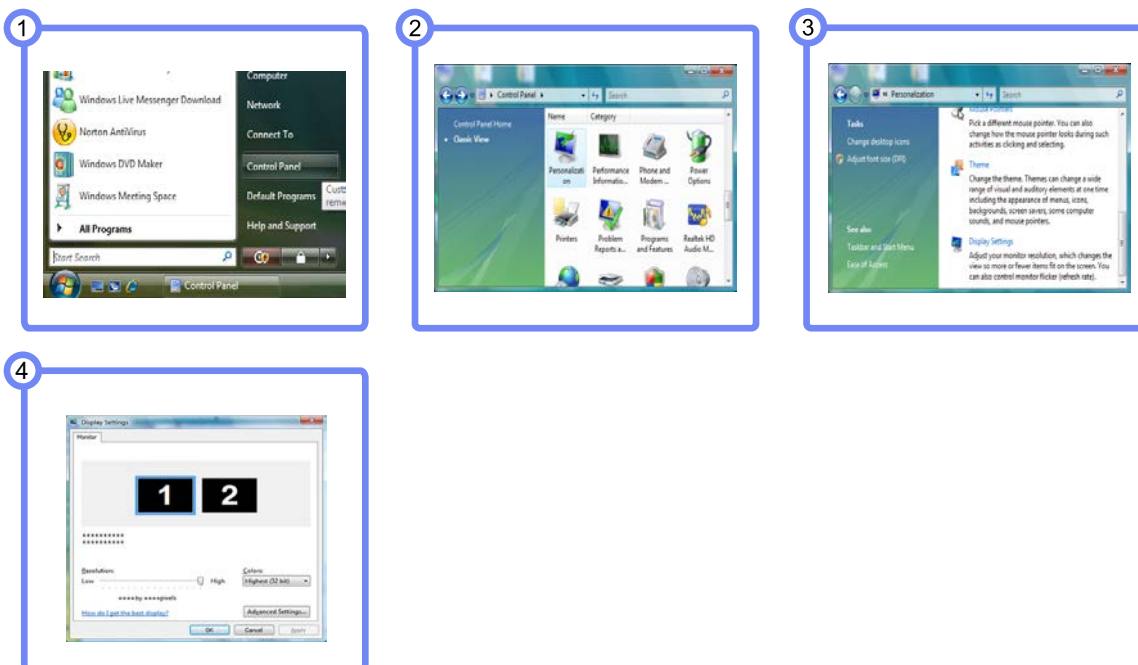 1
Computer
Windows Live Messenger Download
Network
Norton AntiVirus
Connect To
Windows DVD Maker
Control Panel
Windows Meeting Space
Default Programs
All Programs
Help and Support
Start Search
Control Panel
2
Control Panel
Search
Control Panel Home
Classic View
Name Category
Personalizati
on
Performance
Informatio...
Phone and
Modem ...
Power
Options
Printers
Problem
Reports a...
Programs
and Features
Realtek HD
Audio M...
3
Personalization
Search
Tasks
Change desktop icons
Adjust font size (DPI)
See also
Taskbar and Start Menu
Ease of Access
Mouse Pointers
Pick a different mouse pointer. You can also
change how the mouse pointer looks during such
activities as clicking and selecting.
Theme
Change the theme. Themes can change a wide
range of visual and auditory elements at one time
including the appearance of menus, icons,
backgrounds, screen savers, some computer
sounds, and mouse pointers.
Display Settings
Adjust your monitor resolution, which changes the
view so more or fewer items fit on the screen. You
can also control monitor flicker (refresh rate).
4
Display Settings
Monitor
1 2
**********
**********
Resolution:
Low High
****by ****pixels
Colors:
Highest (32 bit)
How do I get the best display?
Advanced Settings...
OK Cancel Apply